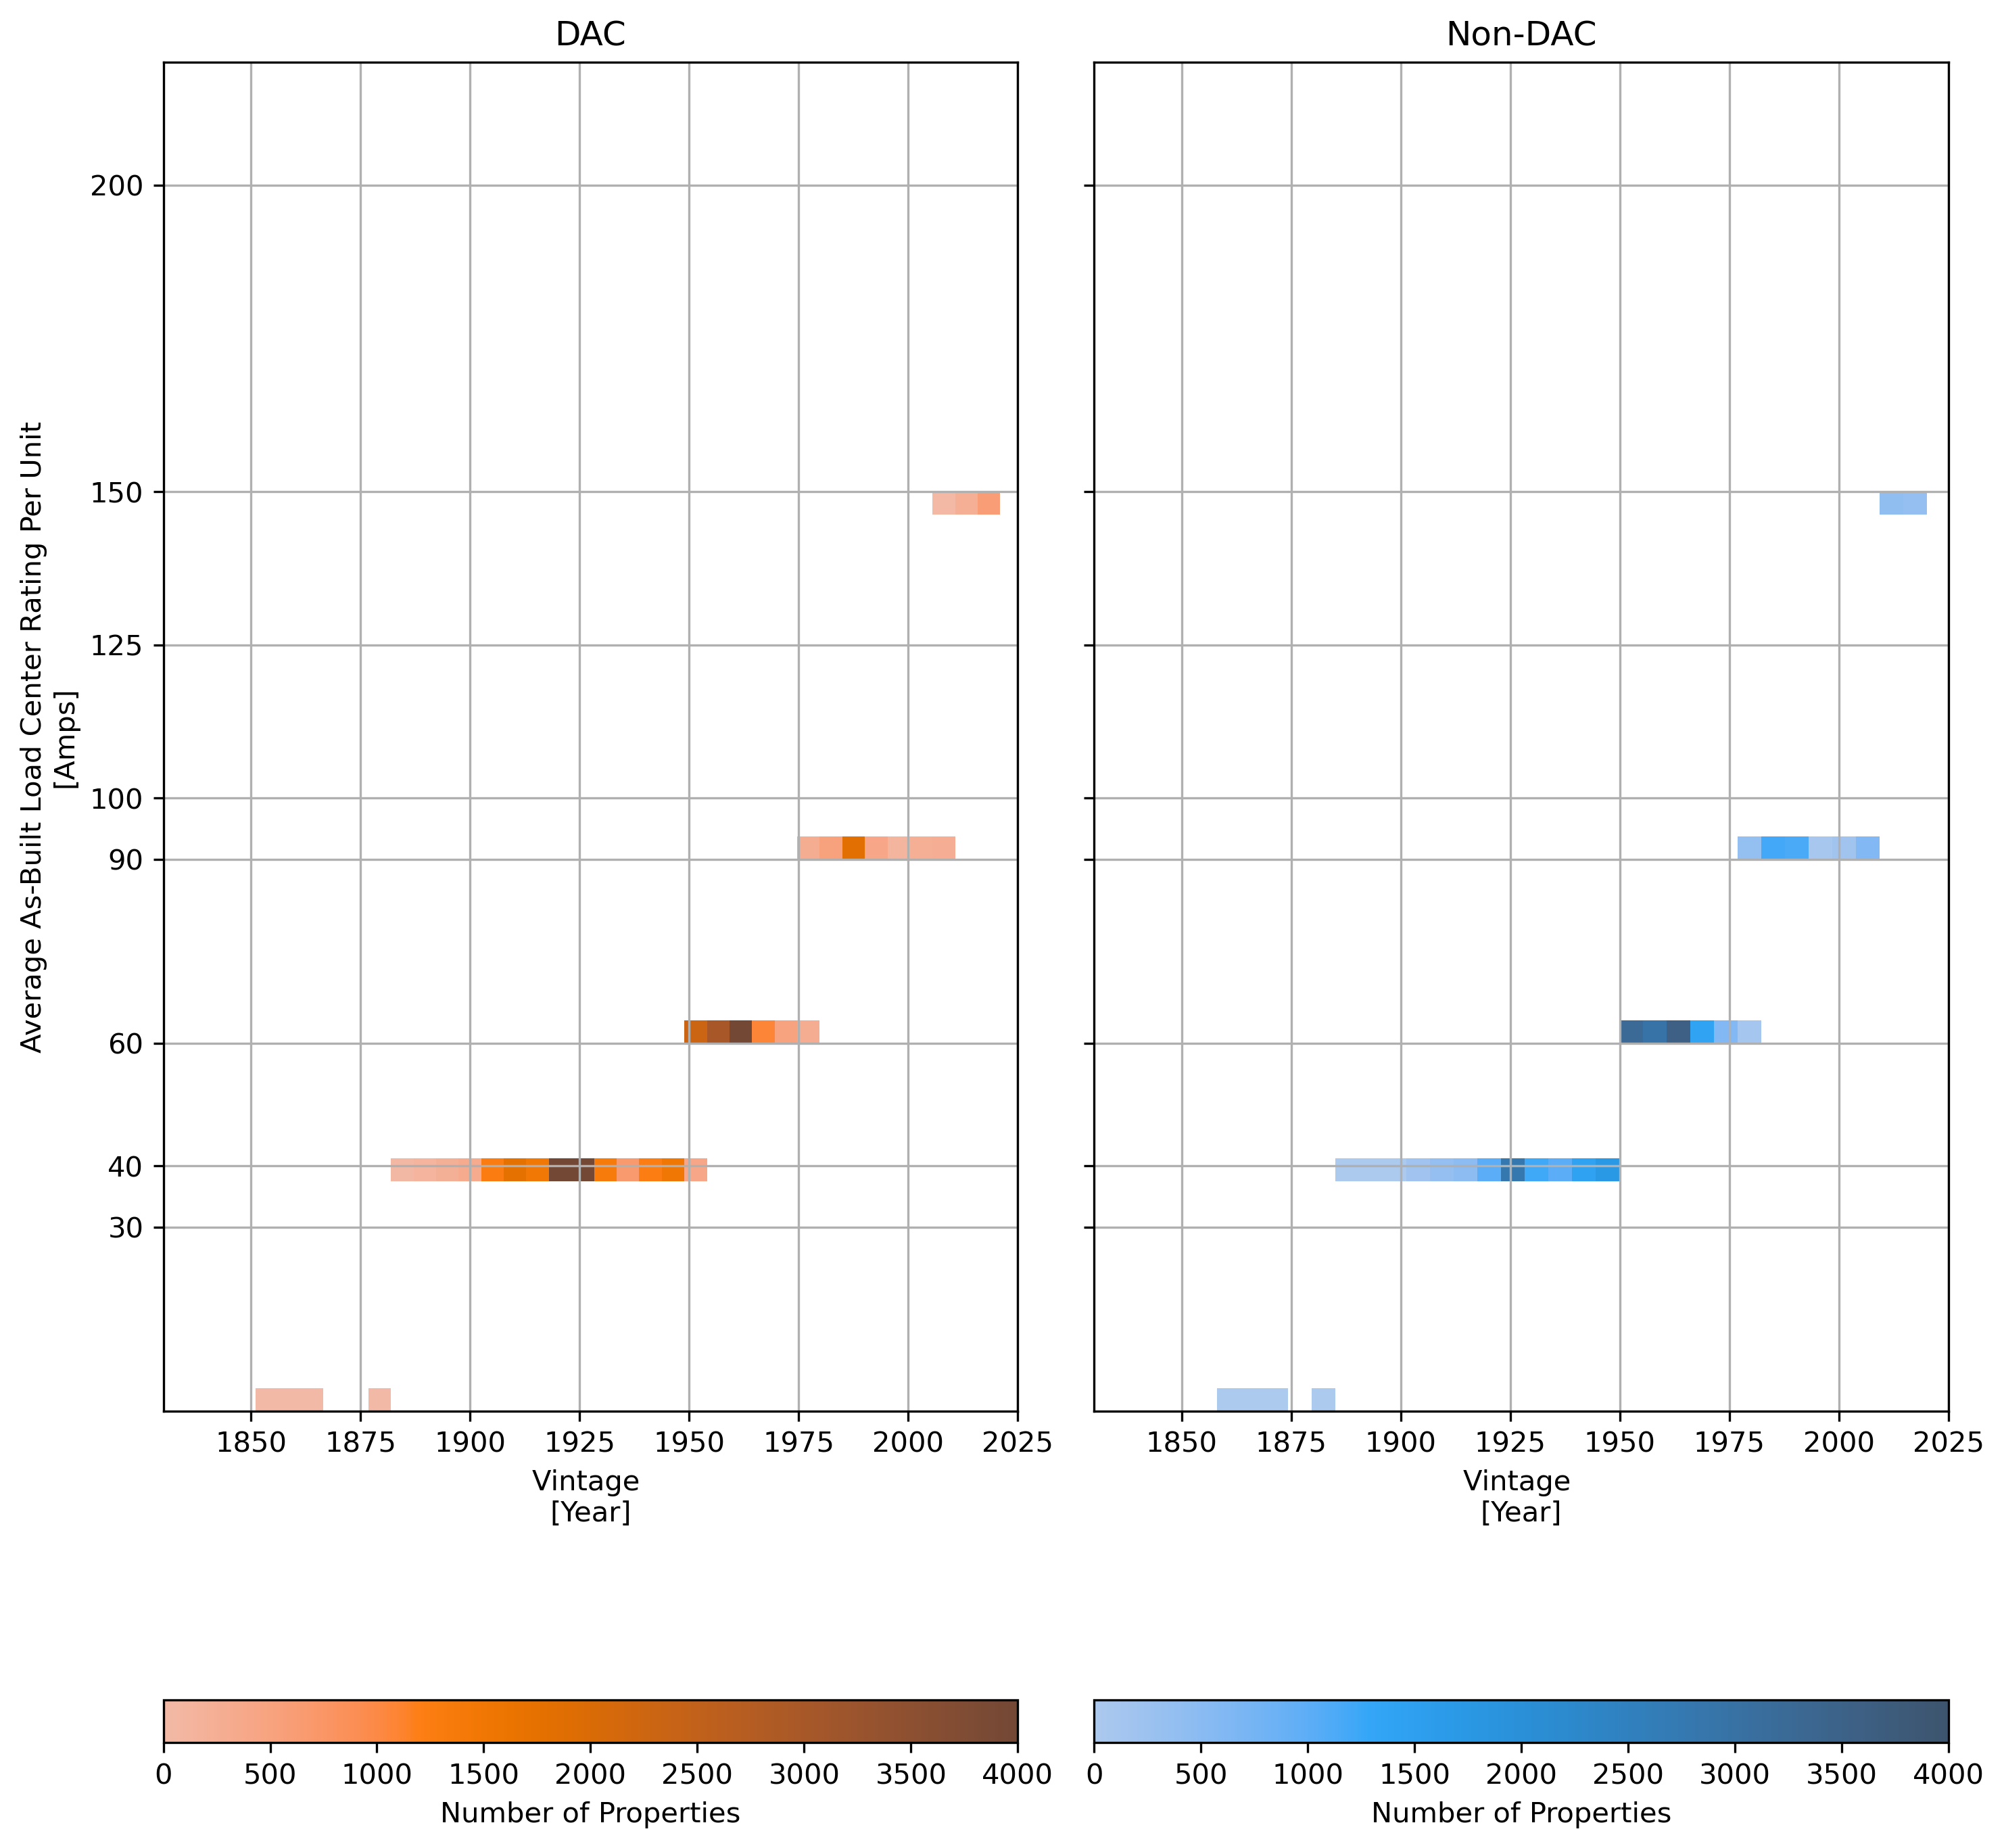 DAC
Non-DAC
Average As-Built Load Center Rating Per Unit
[Amps]
200
150
125
100
90
60
40
30
1850 1875 1900 1925 1950 1975 2000 2025
1850 1875 1900 1925 1950 1975 2000 2025
Vintage
[Year]
Vintage
[Year]
0 500 1000 1500 2000 2500 3000 3500 4000
Number of Properties
0 500 1000 1500 2000 2500 3000 3500 4000
Number of Properties